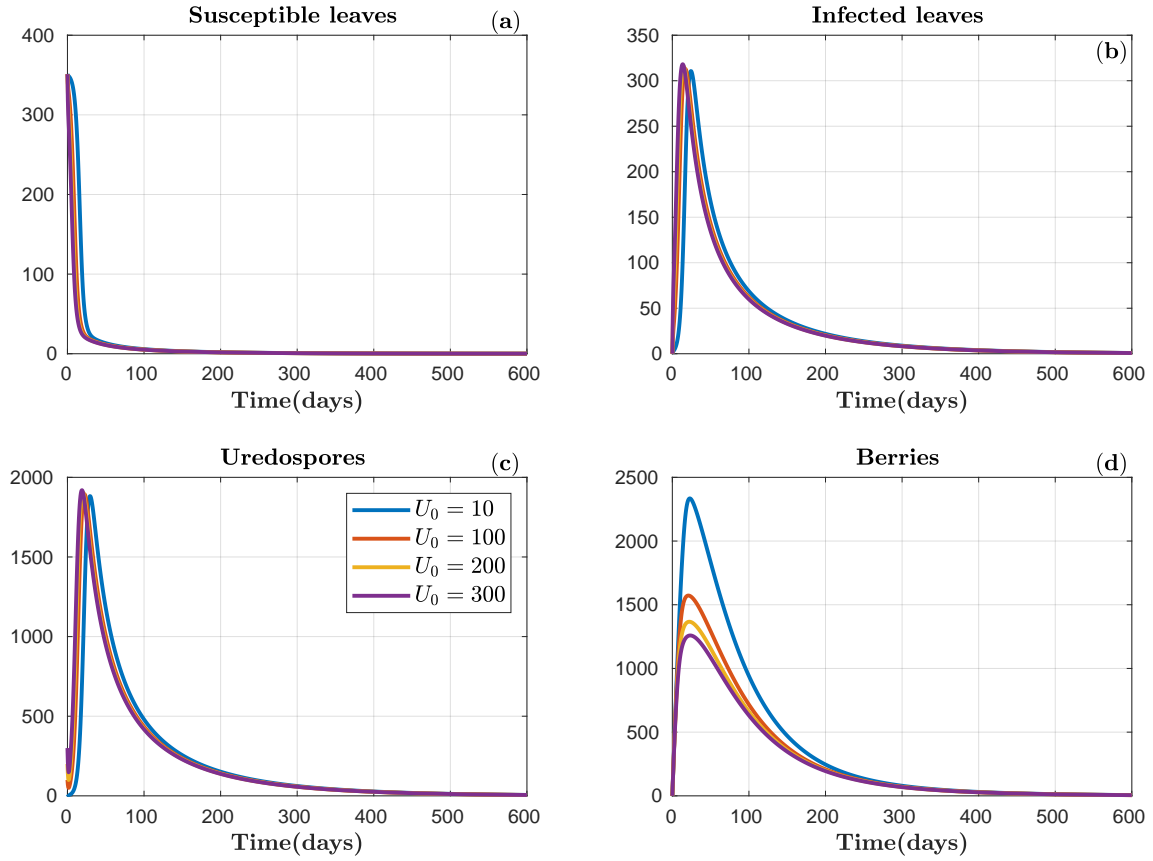 Susceptible leaves
(a)
400
300
200
100
0
0 100 200 300 400 500 600
Time(days)
Infected leaves
(b)
350
300
250
200
150
100
50
0
0 100 200 300 400 500 600
Time(days)
Uredospores
(c)
2000
1500
1000
500
0
0 100 200 300 400 500 600
Time(days)
U₀ = 10
U₀ = 100
U₀ = 200
U₀ = 300
Berries
(d)
2500
2000
1500
1000
500
0
0 100 200 300 400 500 600
Time(days)